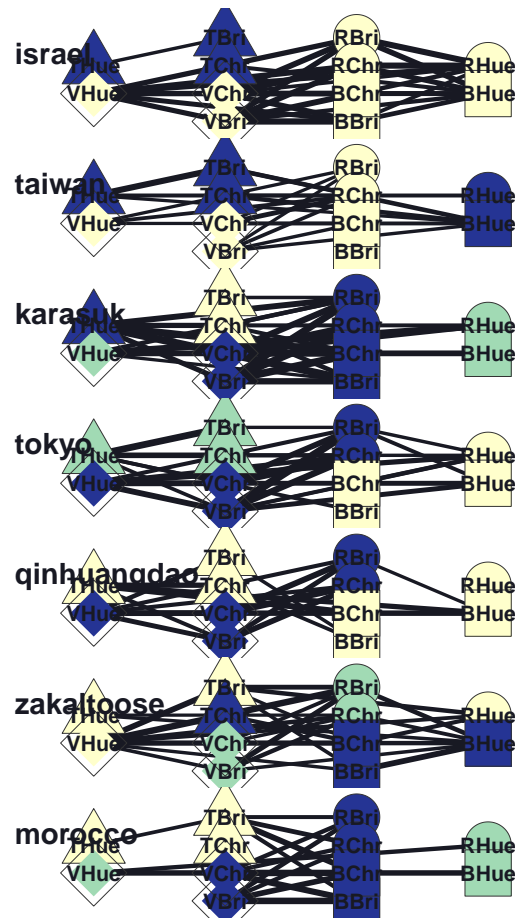 israel
TBri RBri
THue TChr RChr RHue
VHue VChr BChr BHue
VBri BBri
taiwan
TBri RBri
THue TChr RChr RHue
VHue VChr BChr BHue
VBri BBri
karasuk
TBri RBri
THue TChr RChr RHue
VHue VChr BChr BHue
VBri BBri
tokyo
TBri RBri
THue TChr RChr RHue
VHue VChr BChr BHue
VBri BBri
qinhuangdao
TBri RBri
THue TChr RChr RHue
VHue VChr BChr BHue
VBri BBri
zakaltoose
TBri RBri
THue TChr RChr RHue
VHue VChr BChr BHue
VBri BBri
morocco
TBri RBri
THue TChr RChr RHue
VHue VChr BChr BHue
VBri BBri